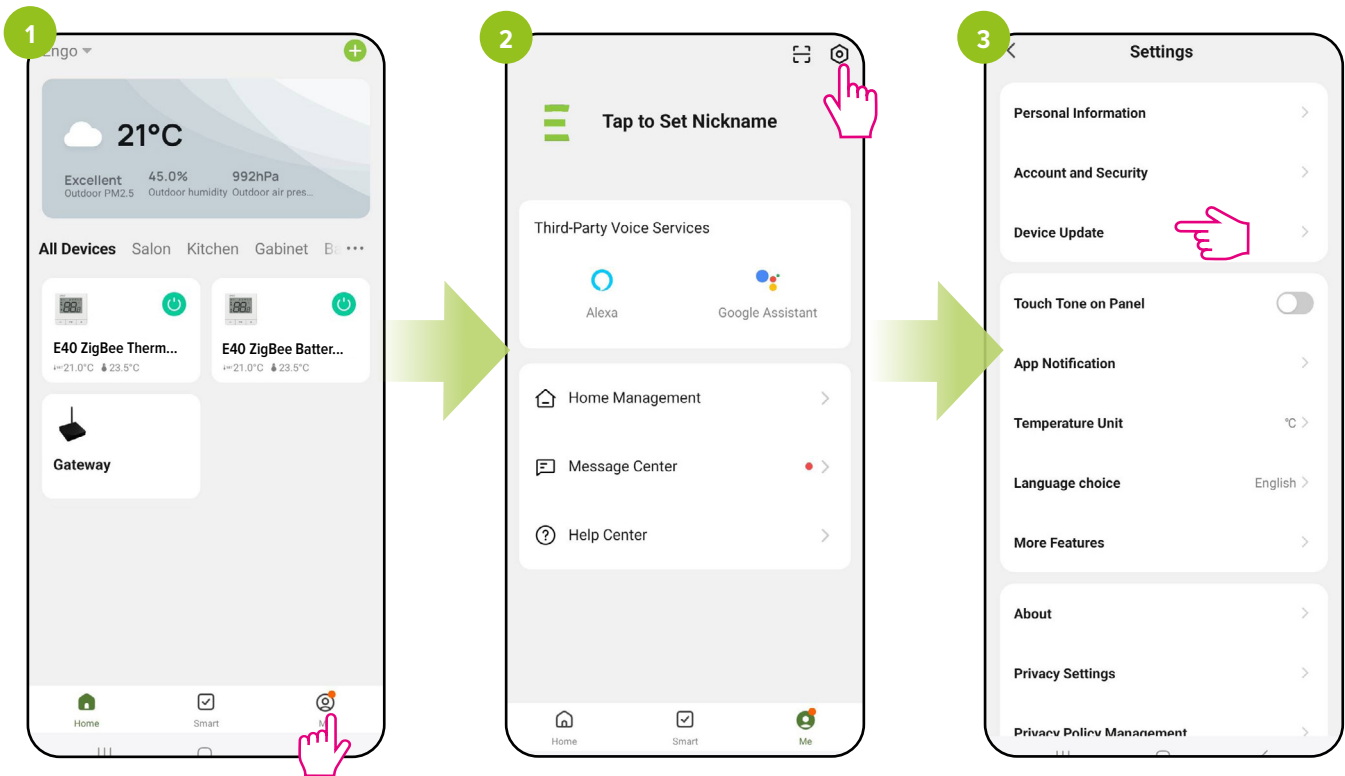 1
ngo
21°C
Excellent
Outdoor PM2.5
45.0%
Outdoor humidity
992hPa
Outdoor air pres...
All Devices Salon Kitchen Gabinet
E40 ZigBee Therm...
21.0°C 23.5°C
E40 ZigBee Batter...
21.0°C 23.5°C
Gateway
Home Smart
2
Tap to Set Nickname
Third-Party Voice Services
Alexa Google Assistant
Home Management
Message Center
Help Center
Home Smart Me
3
Settings
Personal Information
Account and Security
Device Update
Touch Tone on Panel
App Notification
Temperature Unit °C
Language choice English
More Features
About
Privacy Settings
Privacy Policy Management